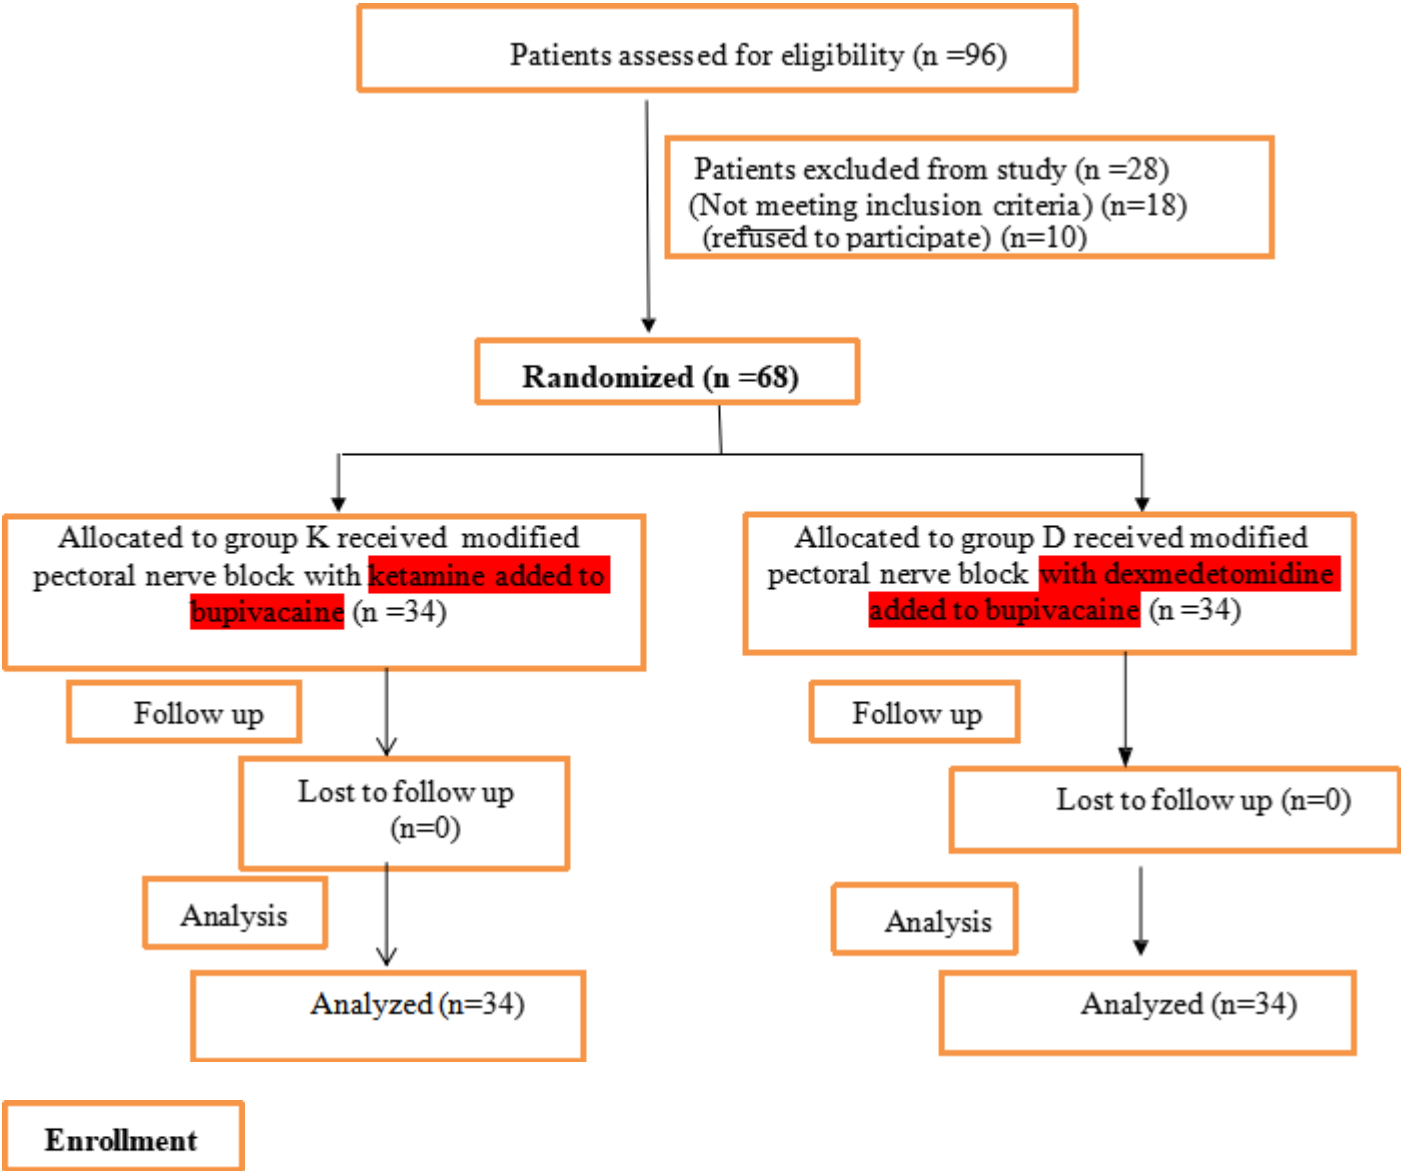 Patients assessed for eligibility (n =96)
Patients excluded from study (n =28)
(Not meeting inclusion criteria) (n=18)
(refused to participate) (n=10)
Randomized (n =68)
Allocated to group K received modified
pectoral nerve block with ketamine added to
bupivacaine (n =34)
Allocated to group D received modified
pectoral nerve block with dexmedetomidine
added to bupivacaine (n =34)
Follow up
Follow up
Lost to follow up
(n=0)
Lost to follow up (n=0)
Analysis
Analysis
Analyzed (n=34)
Analyzed (n=34)
Enrollment